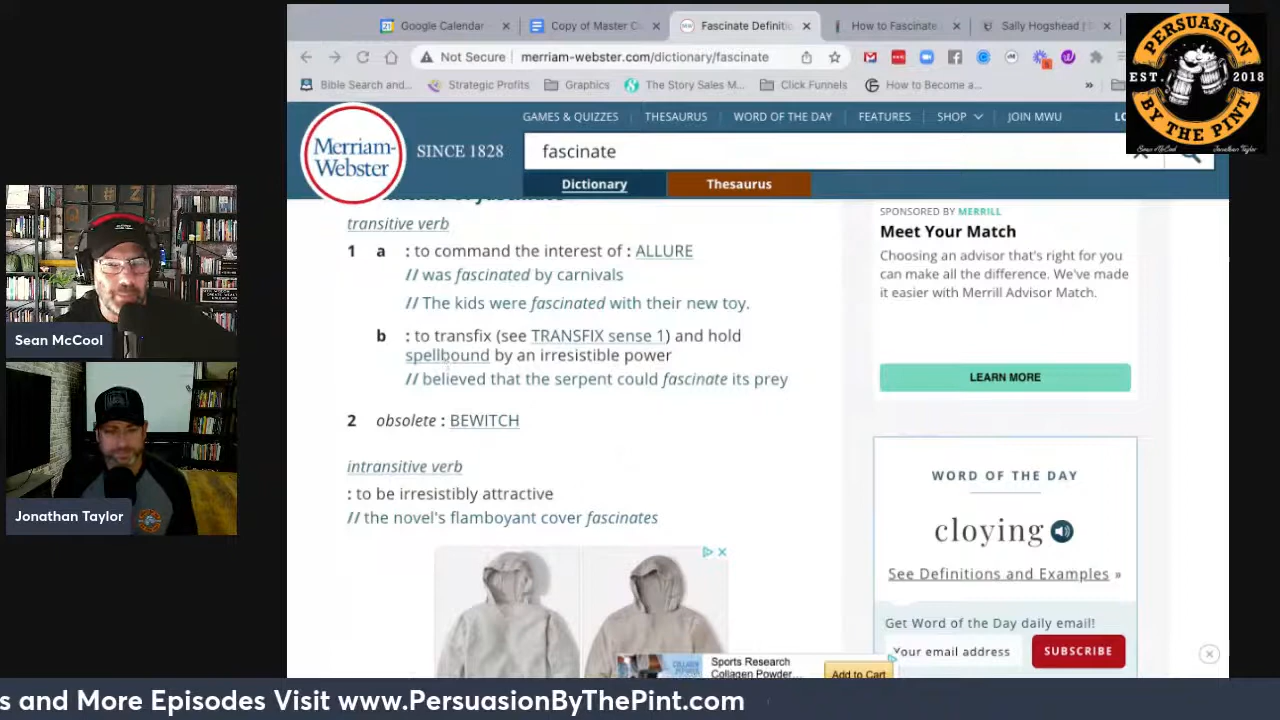 Google Calendar
Copy of Master C
Fascinate Definiti
How to Fascinate
Sally Hogshead |
Not Secure
merriam-webster.com/dictionary/fascinate
Bible Search and...
Strategic Profits
Graphics
The Story Sales M...
Click Funnels
How to Become a...
»
PERSUASION
EST. 2018
BY THE PINT
Sean McCool
Jonathan Taylor
Merriam-
Webster
SINCE 1828
GAMES & QUIZZES
THESAURUS
WORD OF THE DAY
FEATURES
SHOP
JOIN MWU
fascinate
Dictionary
Thesaurus
transitive verb
1 a : to command the interest of : ALLURE
// was fascinated by carnivals
// The kids were fascinated with their new toy.
b : to transfix (see TRANSFIX sense 1) and hold
spellbound by an irresistible power
// believed that the serpent could fascinate its prey
2 obsolete : BEWITCH
intransitive verb
: to be irresistibly attractive
// the novel's flamboyant cover fascinates
SPONSORED BY MERRILL
Meet Your Match
Choosing an advisor that's right for you
can make all the difference. We've made
it easier with Merrill Advisor Match.
LEARN MORE
WORD OF THE DAY
cloying
See Definitions and Examples »
Get Word of the Day daily email!
Your email address
SUBSCRIBE
Sports Research
Collagen Powder...
Add to Cart
Sean McCool
Jonathan Taylor
s and More Episodes Visit www.PersuasionByThePint.com